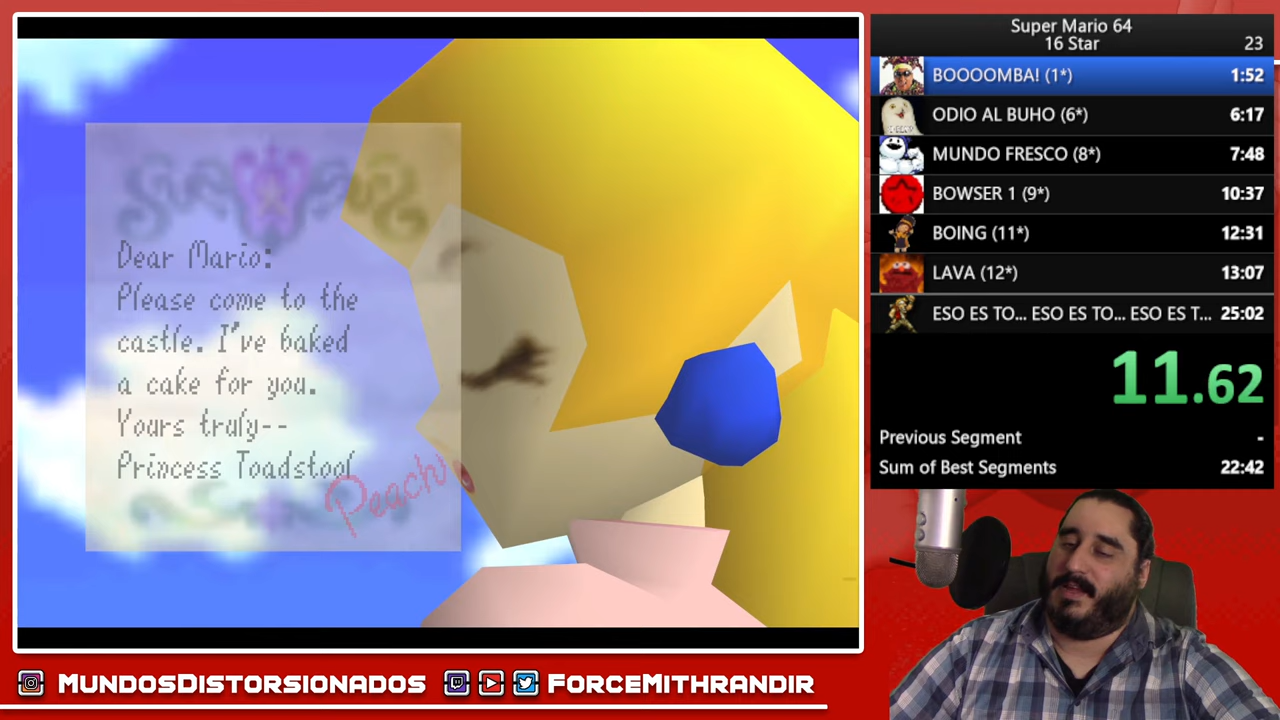 Dear Mario:
Please come to the
castle. I've baked
a cake for you.
Yours truly--
Princess Toadstool
Peach
Super Mario 64
16 Star
23
BOOOOMBA! (1*) 1:52
ODIO AL BUHO (6*) 6:17
MUNDO FRESCO (8*) 7:48
BOWSER 1 (9*) 10:37
BOING (11*) 12:31
LAVA (12*) 13:07
ESO ES TO... ESO ES TO... ESO ES T... 25:02
11.62
Previous Segment -
Sum of Best Segments 22:42
MUNDOSDISTORSIONADOS FORCEMITHRANDIR